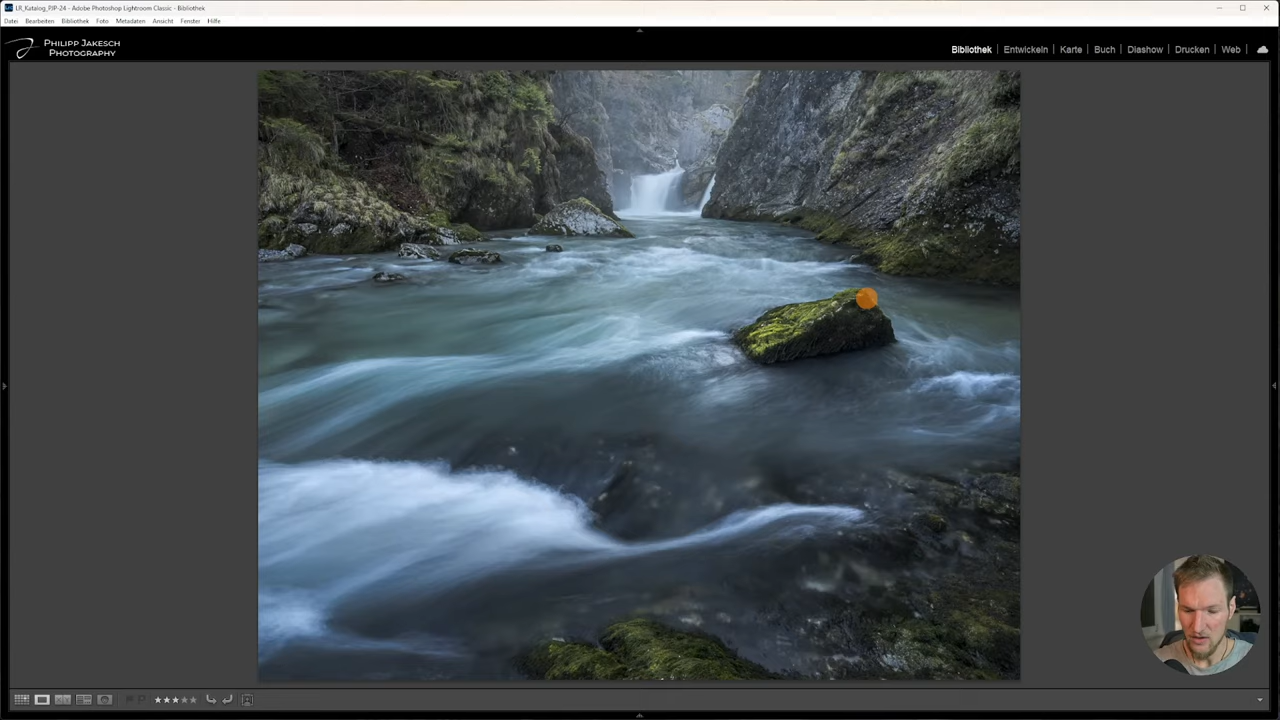 LR_Katalog_PJP-24 - Adobe Photoshop Lightroom Classic - Bibliothek
Datei Bearbeiten Bibliothek Foto Metadaten Ansicht Fenster Hilfe
PHILIPP JAKESCH
PHOTOGRAPHY
Bibliothek | Entwickeln | Karte | Buch | Diashow | Drucken | Web